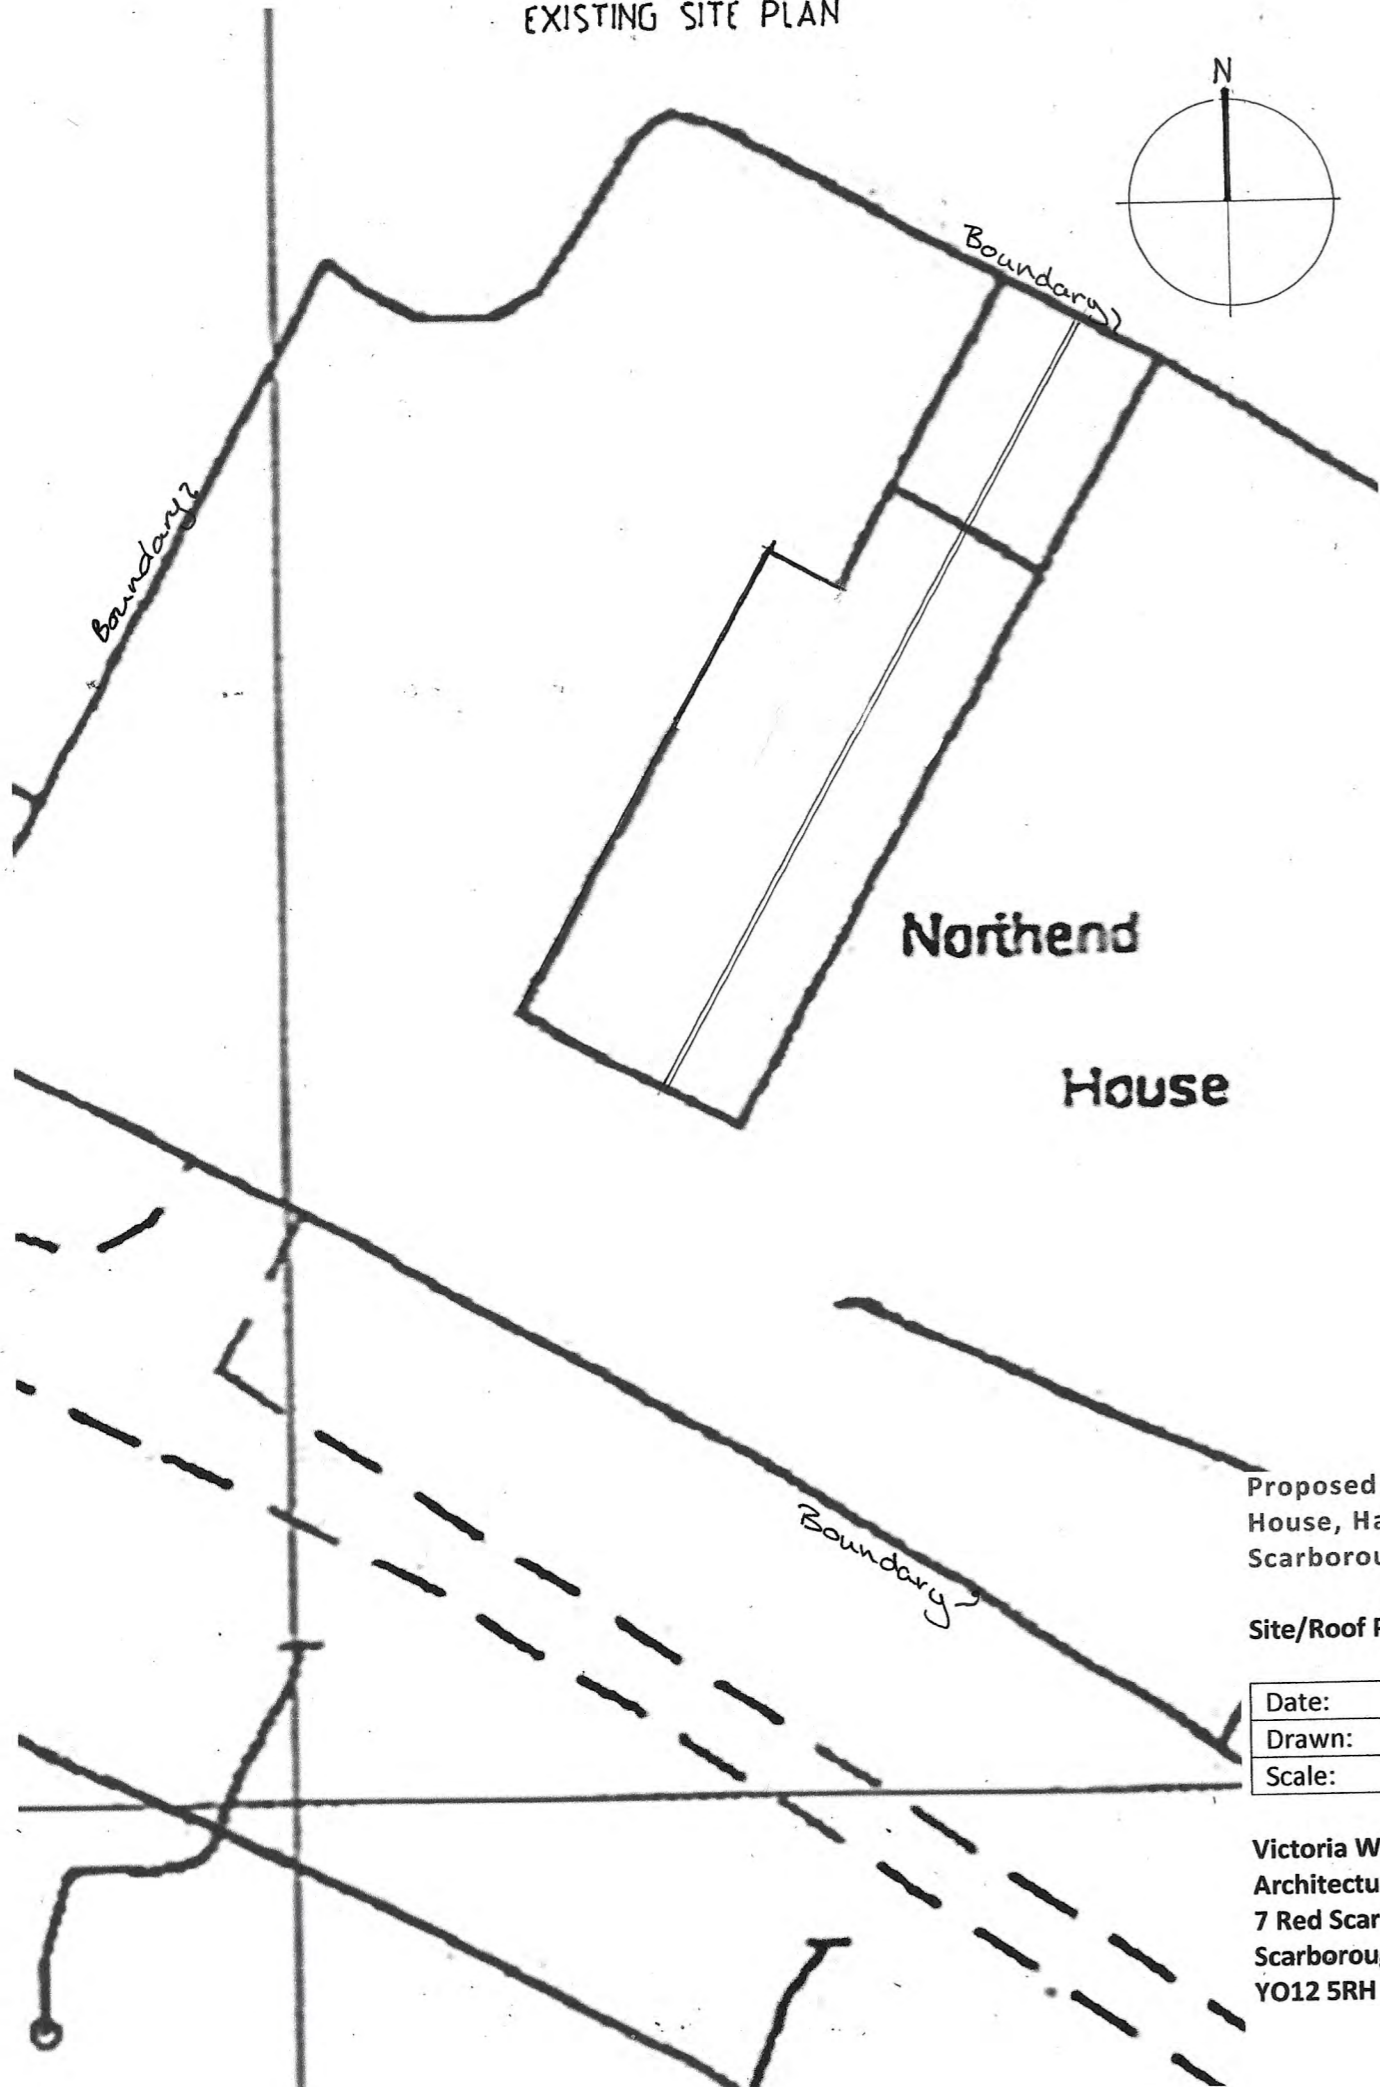 EXISTING SITE PLAN
N
Boundary
Boundary
Northend
House
Boundary
Proposed
House, Ha
Scarborou
Site/Roof P
Date:
Drawn:
Scale:
Victoria W
Architectu
7 Red Scar
Scarboroug
YO12 5RH